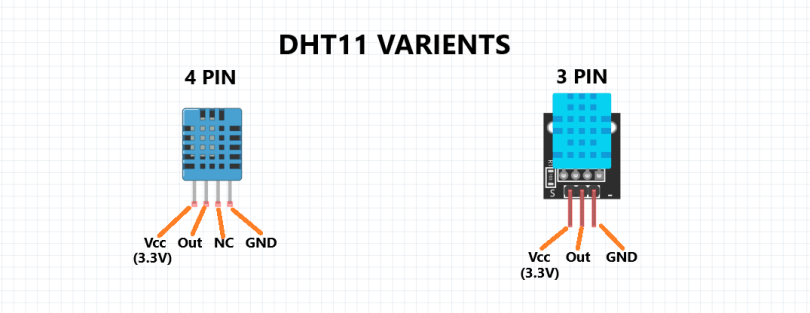 DHT11 VARIENTS
4 PIN
3 PIN
Vcc Out NC GND
(3.3V)
S
-
Vcc Out GND
(3.3V)